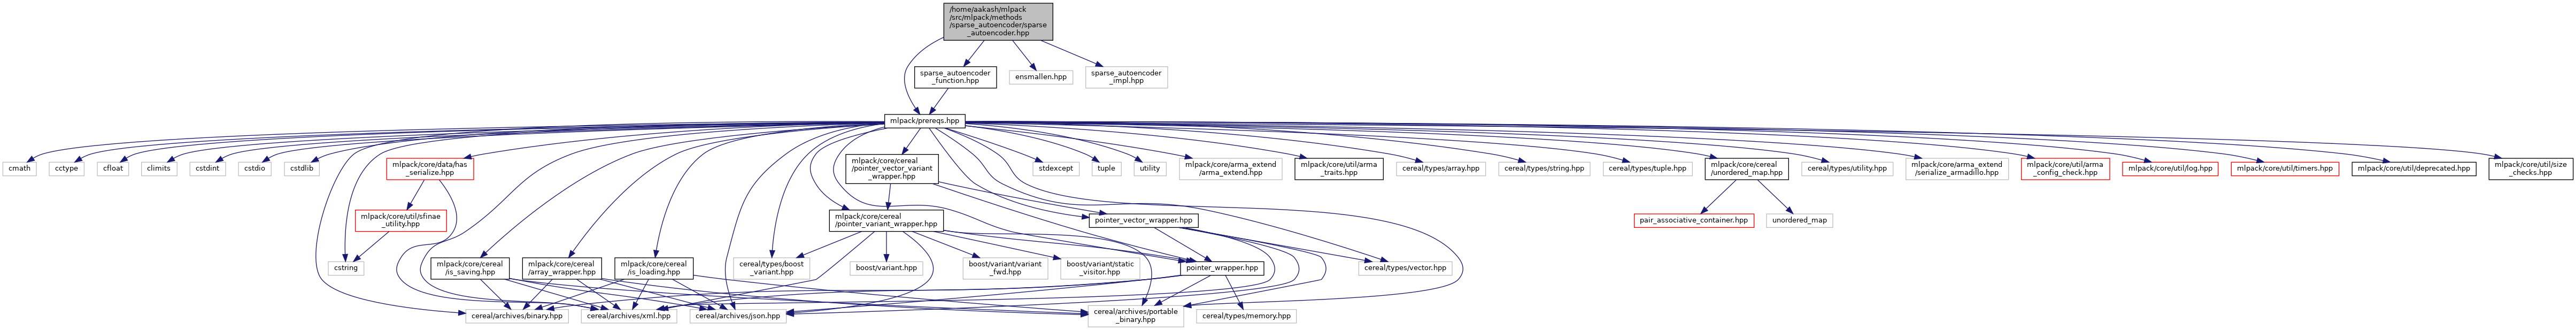 /home/aakash/mlpack
/src/mlpack/methods
/sparse_autoencoder/sparse
_autoencoder.hpp
sparse_autoencoder
_function.hpp
ensmallen.hpp
sparse_autoencoder
_impl.hpp
mlpack/prereqs.hpp
cmath
cctype
cfloat
climits
cstdint
cstdio
cstdlib
mlpack/core/data/has
_serialize.hpp
mlpack/core/cereal
/pointer_vector_variant
_wrapper.hpp
stdexcept
tuple
utility
mlpack/core/arma_extend
/arma_extend.hpp
mlpack/core/util/arma
_traits.hpp
cereal/types/array.hpp
cereal/types/string.hpp
cereal/types/tuple.hpp
mlpack/core/cereal
/unordered_map.hpp
cereal/types/utility.hpp
mlpack/core/arma_extend
/serialize_armadillo.hpp
mlpack/core/util/arma
_config_check.hpp
mlpack/core/util/log.hpp
mlpack/core/util/timers.hpp
mlpack/core/util/deprecated.hpp
mlpack/core/util/size
_checks.hpp
mlpack/core/util/sfinae
_utility.hpp
mlpack/core/cereal
/pointer_variant_wrapper.hpp
pointer_vector_wrapper.hpp
pair_associative_container.hpp
unordered_map
cstring
mlpack/core/cereal
/is_saving.hpp
mlpack/core/cereal
/array_wrapper.hpp
mlpack/core/cereal
/is_loading.hpp
cereal/types/boost
_variant.hpp
boost/variant.hpp
boost/variant/variant
_fwd.hpp
boost/variant/static
_visitor.hpp
pointer_wrapper.hpp
cereal/types/vector.hpp
cereal/archives/binary.hpp
cereal/archives/xml.hpp
cereal/archives/json.hpp
cereal/archives/portable
_binary.hpp
cereal/types/memory.hpp